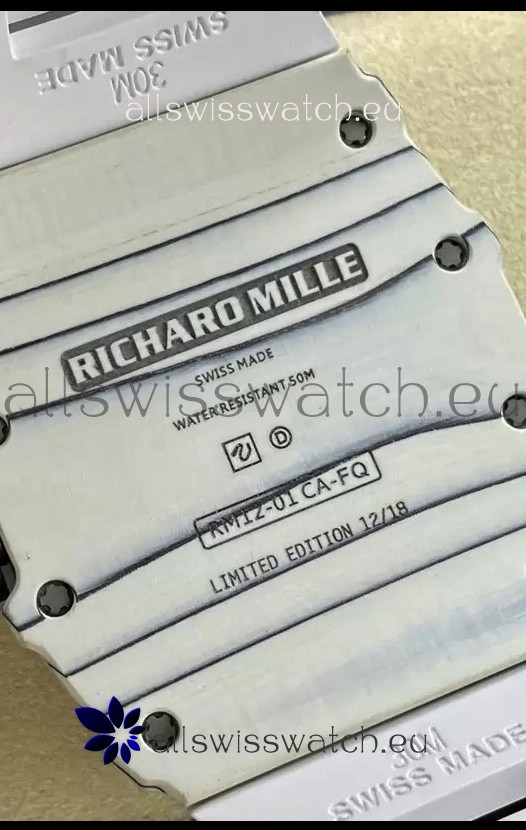 30M
SWISS MADE
allswisswatch.eu
RICHARD MILLE
SWISS MADE
allswisswatch.eu
WATER RESISTANT 50M
D
RM12-01 CA-FQ
LIMITED EDITION 12/18
allswisswatch.eu
30M
SWISS MADE